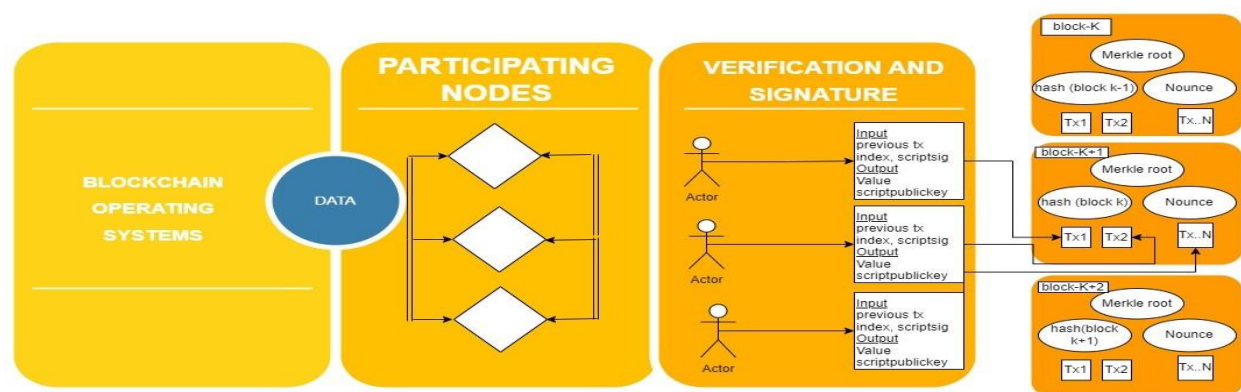 BLOCKCHAIN
OPERATING
SYSTEMS
DATA
PARTICIPATING
NODES
VERIFICATION AND
SIGNATURE
Actor
Input
previous tx
index, scriptsig
Output
Value
scriptpublickey
Actor
Input
previous tx
index, scriptsig
Output
Value
scriptpublickey
Actor
Input
previous tx
index, scriptsig
Output
Value
scriptpublickey
block-K
Merkle root
hash (block k-1)
Nounce
Tx1
Tx2
Tx..N
block-K+1
Merkle root
hash (block k)
Nounce
Tx1
Tx2
Tx..N
block-K+2
Merkle root
hash(block
k+1)
Nounce
Tx1
Tx2
Tx..N